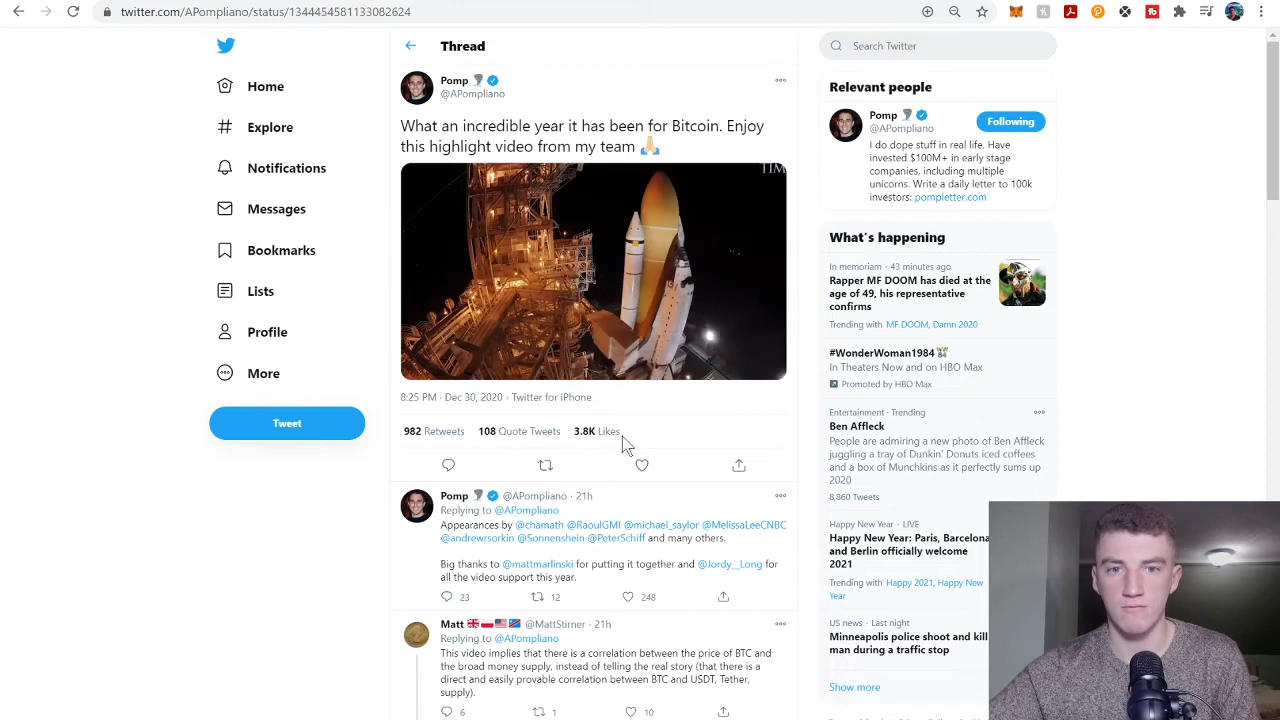 twitter.com/APompliano/status/1344454581133082624
Home
Explore
Notifications
Messages
Bookmarks
Lists
Profile
More
Tweet
Thread
Pomp
@APompliano
What an incredible year it has been for Bitcoin. Enjoy
this highlight video from my team 🙏🏼
8:25 PM · Dec 30, 2020 · Twitter for iPhone
982 Retweets 108 Quote Tweets 3.8K Likes
Pomp @APompliano · 21h
Replying to @APompliano
Appearances by @chamath @RaoulGMI @michael_saylor @MelissaLeeCNBC
@andrewrsorkin @Sonnenshein @PeterSchiff and many others.
Big thanks to @mattmarlinski for putting it together and @Jordy__Long for
all the video support this year.
23 12 248
Matt 🇬🇧🇵🇱🇺🇸 @MattStirner · 21h
Replying to @APompliano
This video implies that there is a correlation between the price of BTC and
the broad money supply, instead of telling the real story (that there is a
direct and easily provable correlation between BTC and USDT, Tether,
supply).
6 1 10
Search Twitter
Relevant people
Pomp
@APompliano
Following
I do dope stuff in real life. Have
invested $100M+ in early stage
companies, including multiple
unicorns. Write a daily letter to 100k
investors: pompletter.com
What's happening
In memoriam · 43 minutes ago
Rapper MF DOOM has died at the
age of 49, his representative
confirms
Trending with MF DOOM, Damn 2020
#WonderWoman1984
In Theaters Now and on HBO Max
Promoted by HBO Max
Entertainment · Trending
Ben Affleck
People are admiring a new photo of Ben Affleck
juggling a tray of Dunkin' Donuts iced coffees
and a box of Munchkins as it perfectly sums up
2020
8,860 Tweets
Happy New Year · LIVE
Happy New Year: Paris, Barcelona
and Berlin officially welcome
2021
Trending with Happy 2021, Happy New
Year
US news · Last night
Minneapolis police shoot and kill
man during a traffic stop
Show more